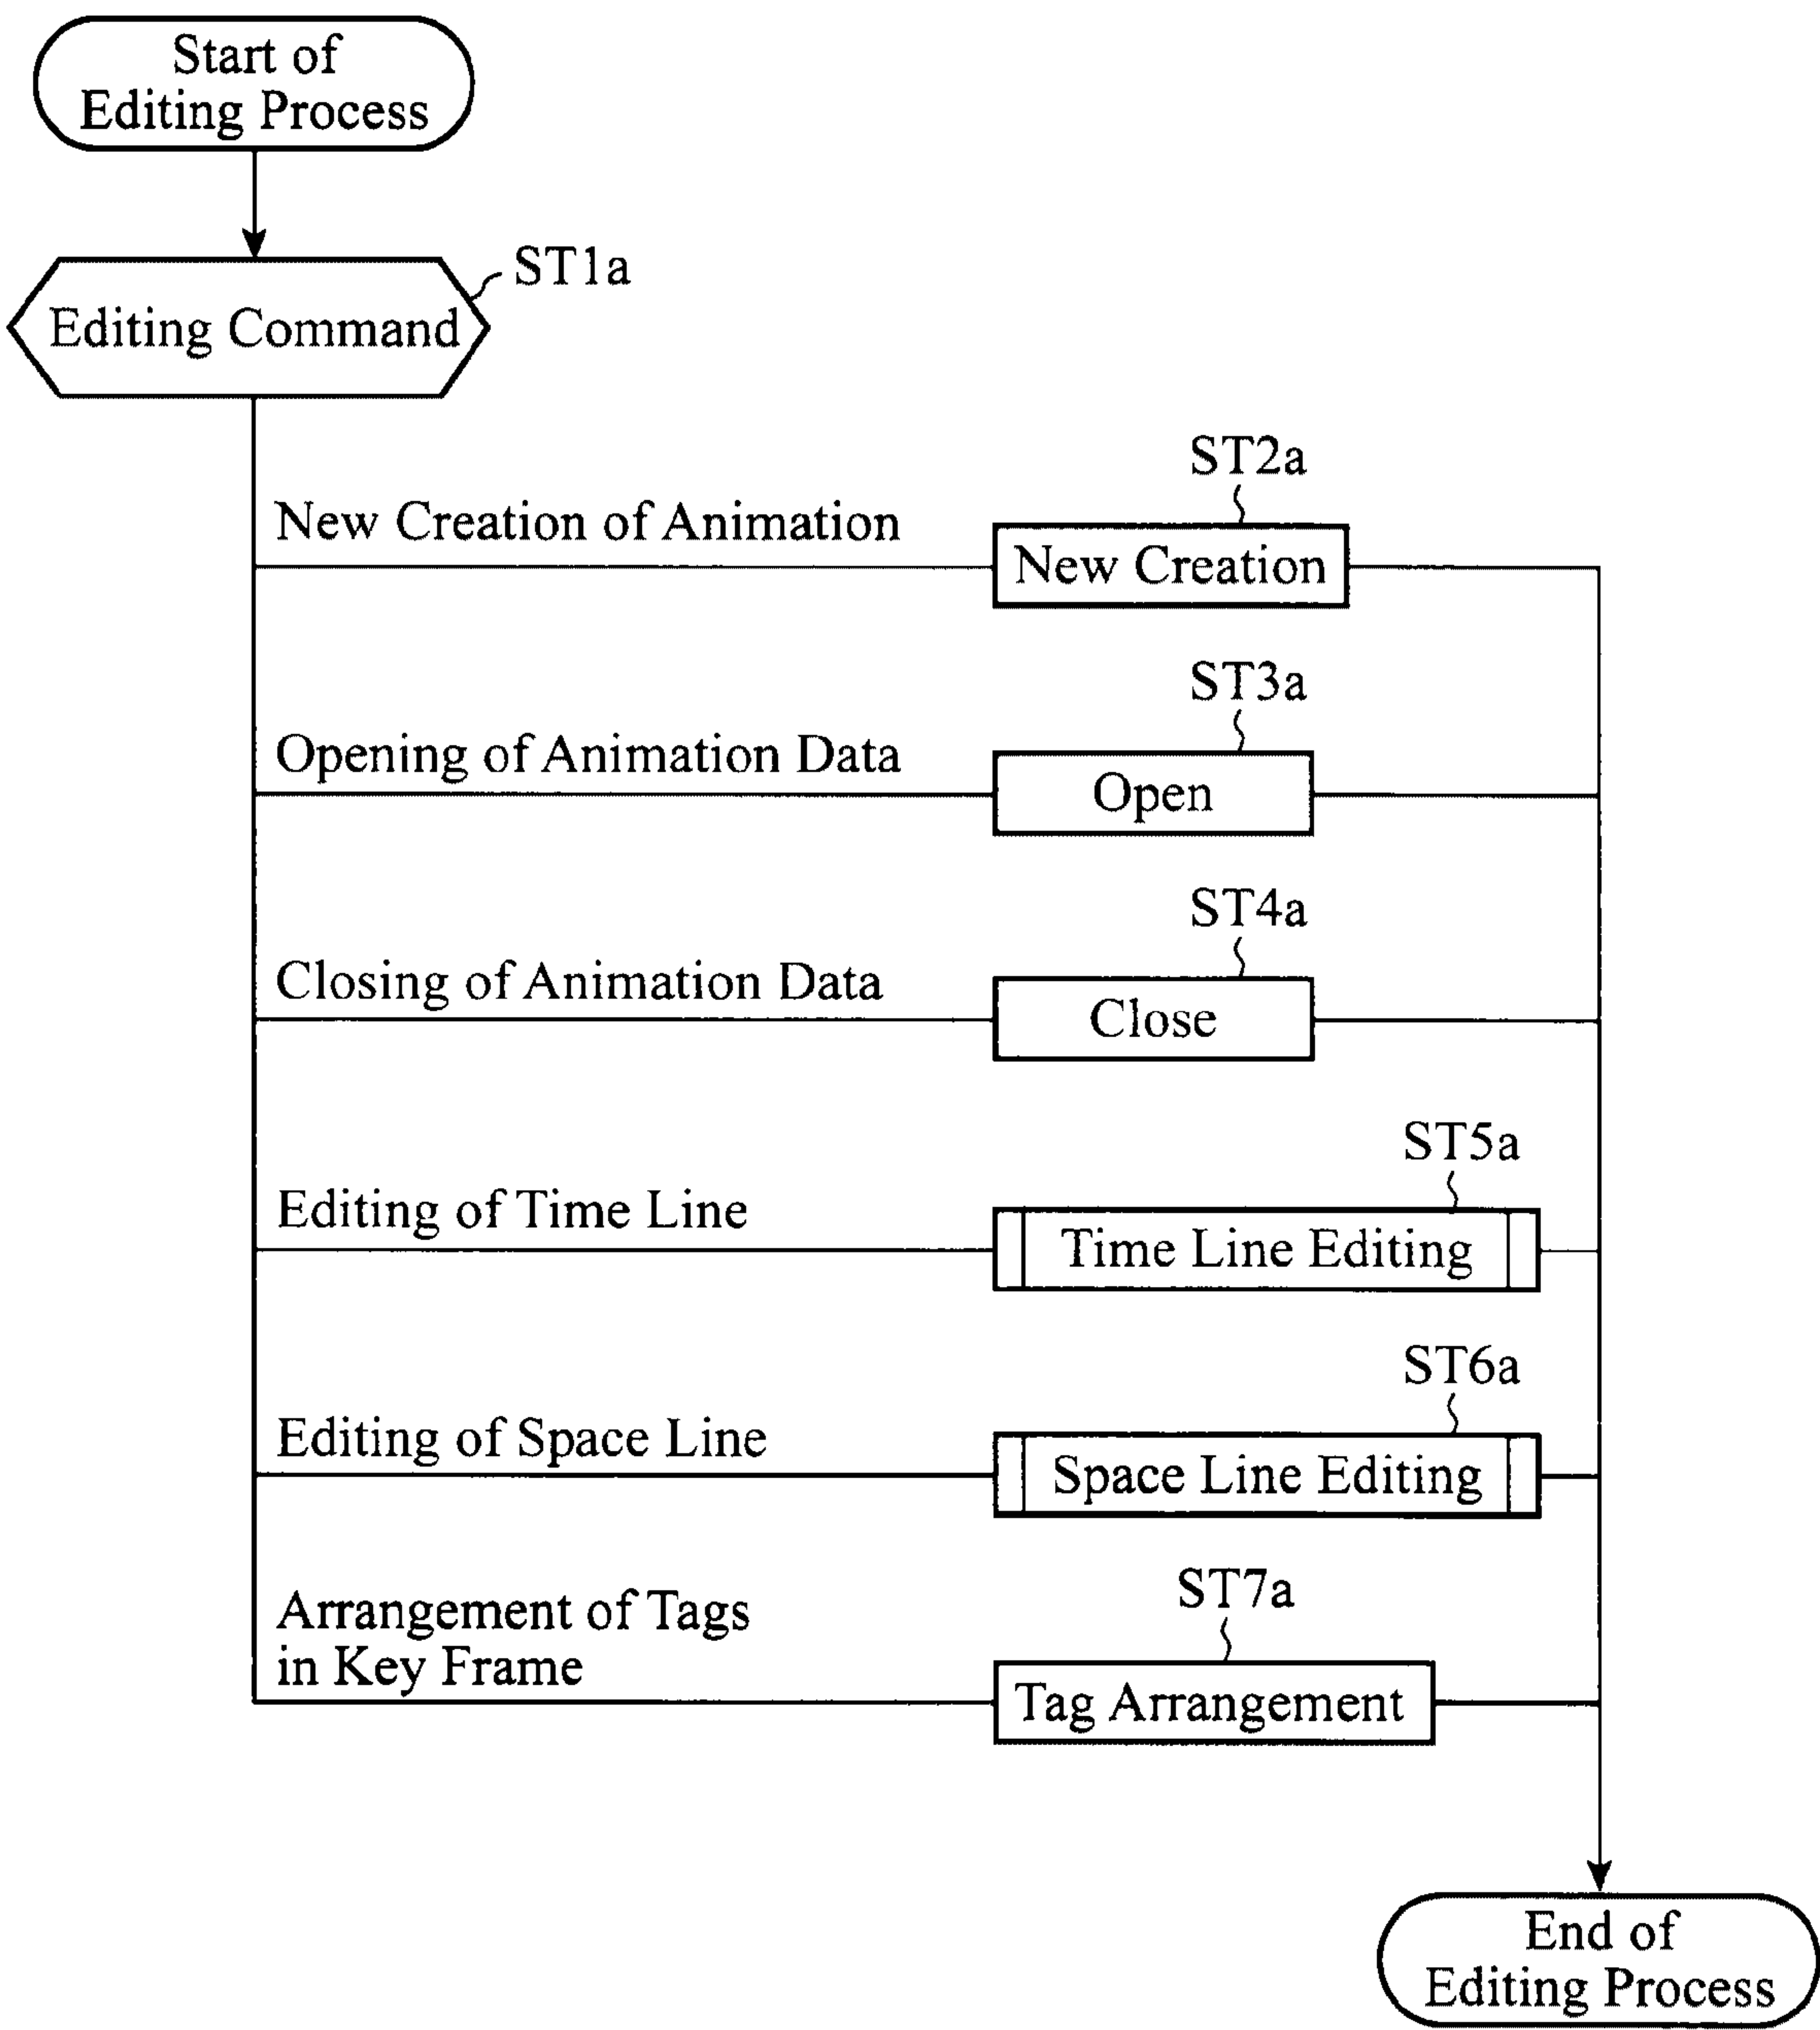 Start of
Editing Process
ST1a
Editing Command
ST2a
New Creation of Animation
New Creation
ST3a
Opening of Animation Data
Open
ST4a
Closing of Animation Data
Close
ST5a
Editing of Time Line
Time Line Editing
ST6a
Editing of Space Line
Space Line Editing
ST7a
Arrangement of Tags
in Key Frame
Tag Arrangement
End of
Editing Process